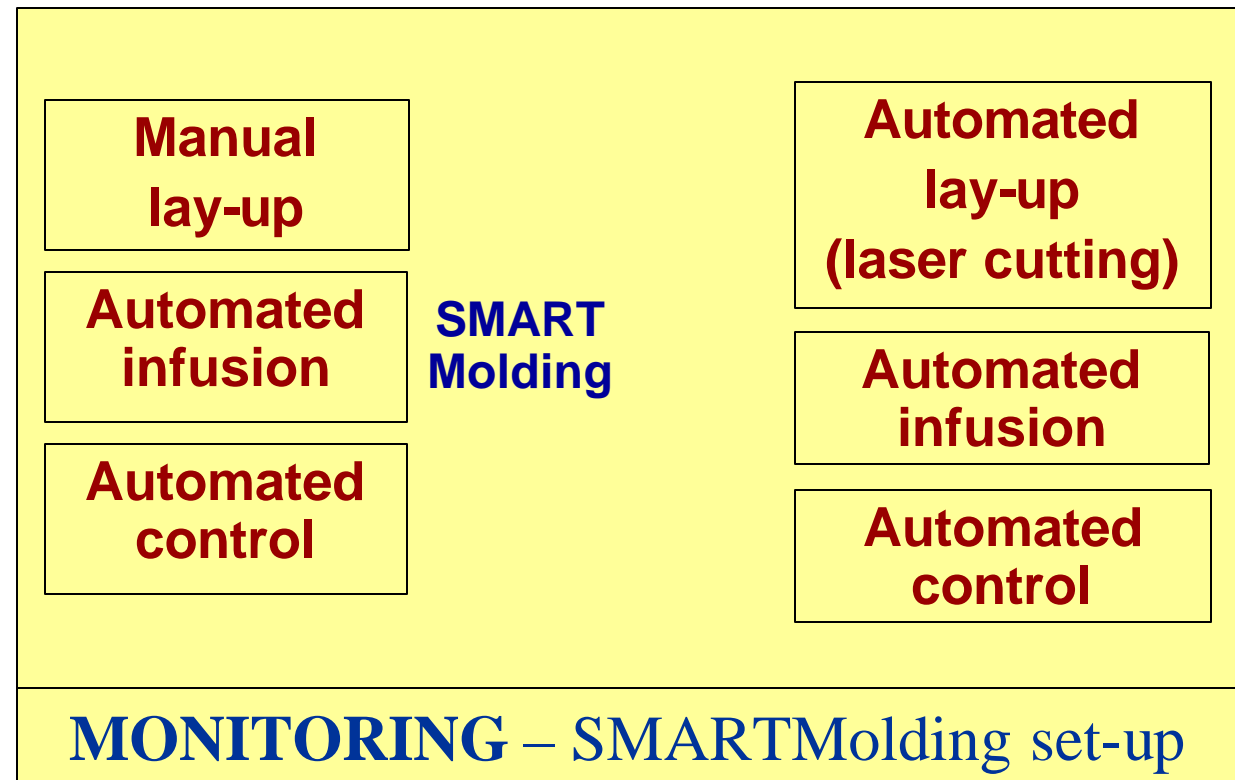 Manual
lay-up
Automated
infusion
Automated
control
SMART
Molding
Automated
lay-up
(laser cutting)
Automated
infusion
Automated
control
MONITORING – SMARTMolding set-up